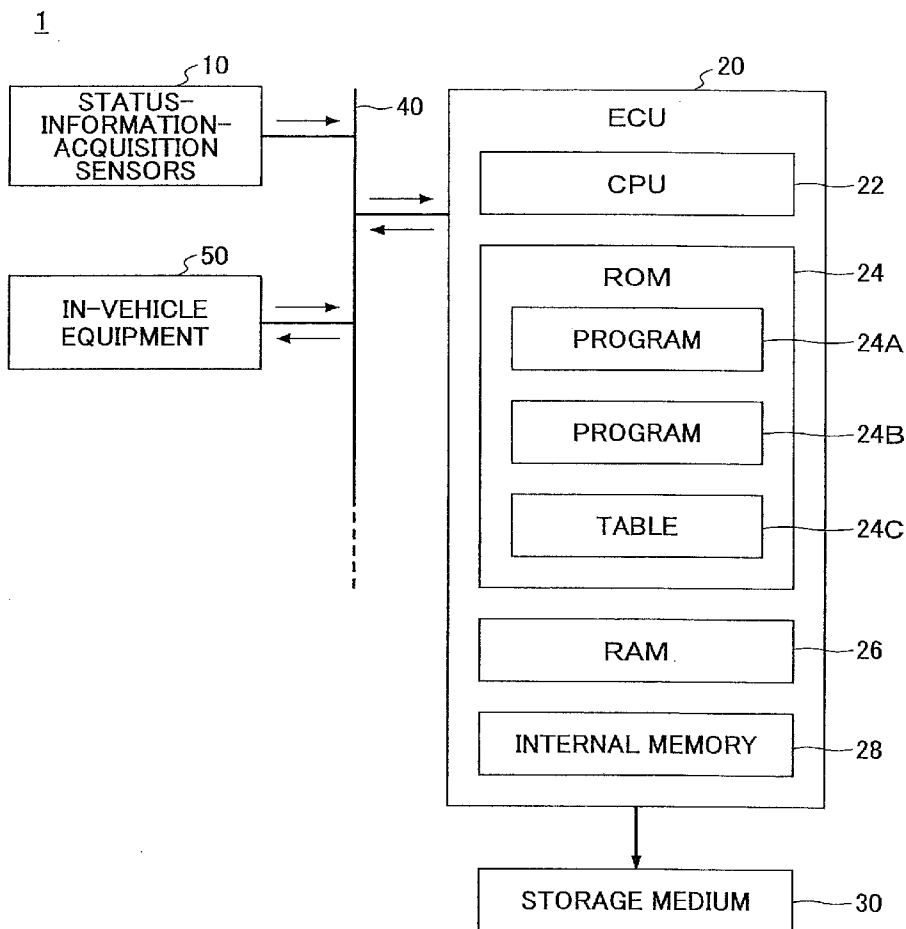 1
10
STATUS-
INFORMATION-
ACQUISITION
SENSORS
40
20
ECU
CPU
22
50
IN-VEHICLE
EQUIPMENT
ROM
24
PROGRAM
24A
PROGRAM
24B
TABLE
24C
RAM
26
INTERNAL MEMORY
28
STORAGE MEDIUM
30